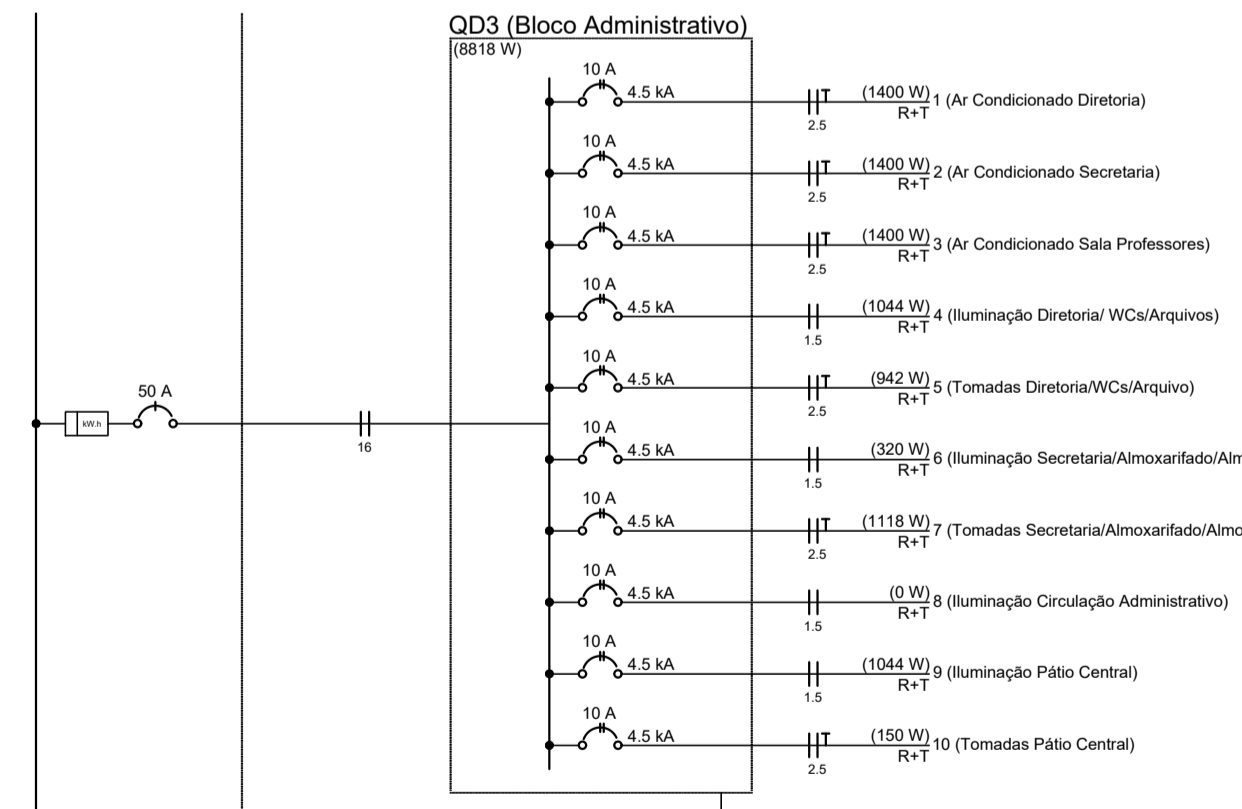 QD3 (Bloco Administrativo)
(8818 W)
10 A
4.5 kA
2.5
(1400 W)
R+T
1 (Ar Condicionado Diretoria)
10 A
4.5 kA
2.5
(1400 W)
R+T
2 (Ar Condicionado Secretaria)
10 A
4.5 kA
2.5
(1400 W)
R+T
3 (Ar Condicionado Sala Professores)
10 A
4.5 kA
1.5
(1044 W)
R+T
4 (Iluminação Diretoria/ WCs/Arquivos)
10 A
4.5 kA
2.5
(942 W)
R+T
5 (Tomadas Diretoria/WCs/Arquivo)
50 A
kW.h
16
10 A
4.5 kA
1.5
(320 W)
R+T
6 (Iluminação Secretaria/Almoxarifado/
10 A
4.5 kA
2.5
(1118 W)
R+T
7 (Tomadas Secretaria/Almoxarifado/Almo
10 A
4.5 kA
1.5
(0 W)
R+T
8 (Iluminação Circulação Administrativo)
10 A
4.5 kA
1.5
(1044 W)
R+T
9 (Iluminação Pátio Central)
10 A
4.5 kA
2.5
(150 W)
R+T
10 (Tomadas Pátio Central)